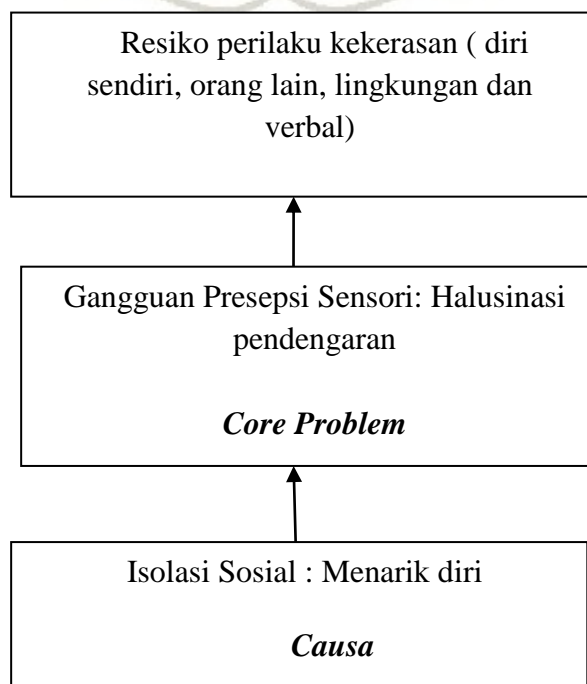 Resiko perilaku kekerasan ( diri
sendiri, orang lain, lingkungan dan
verbal)
Gangguan Presepsi Sensori: Halusinasi
pendengaran
Core Problem
Isolasi Sosial : Menarik diri
Causa